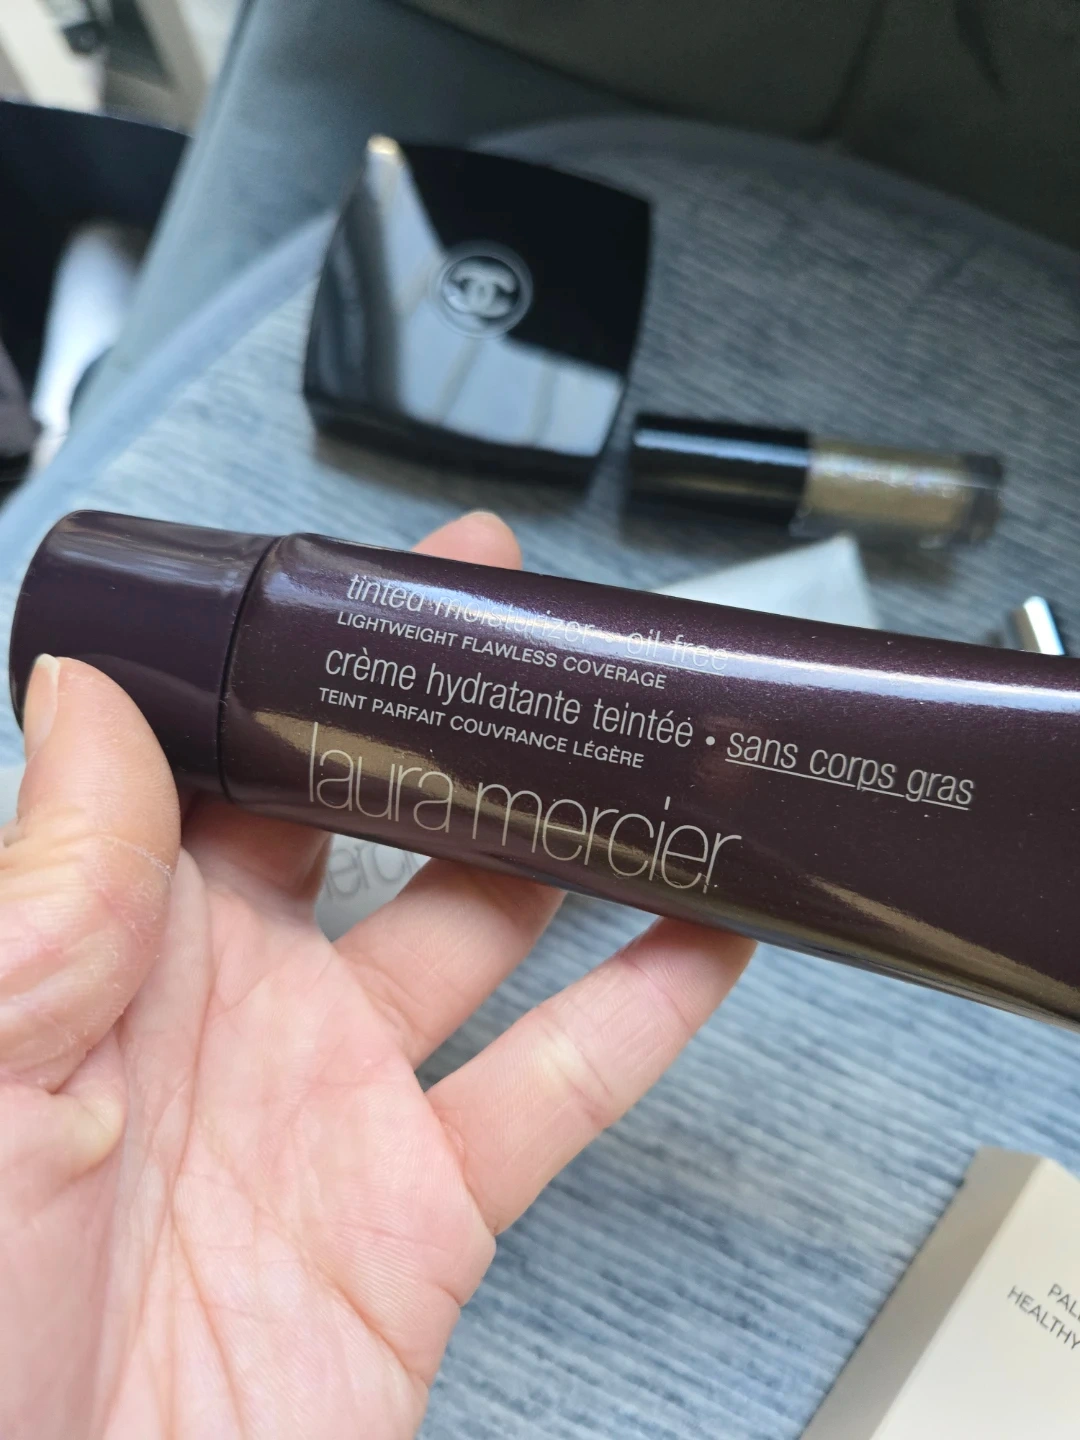 tinted moisturizer • oil free
LIGHTWEIGHT FLAWLESS COVERAGE
crème hydratante teintée • sans corps gras
TEINT PARFAIT COUVRANCE LÉGÈRE
laura mercier
HEALTHY